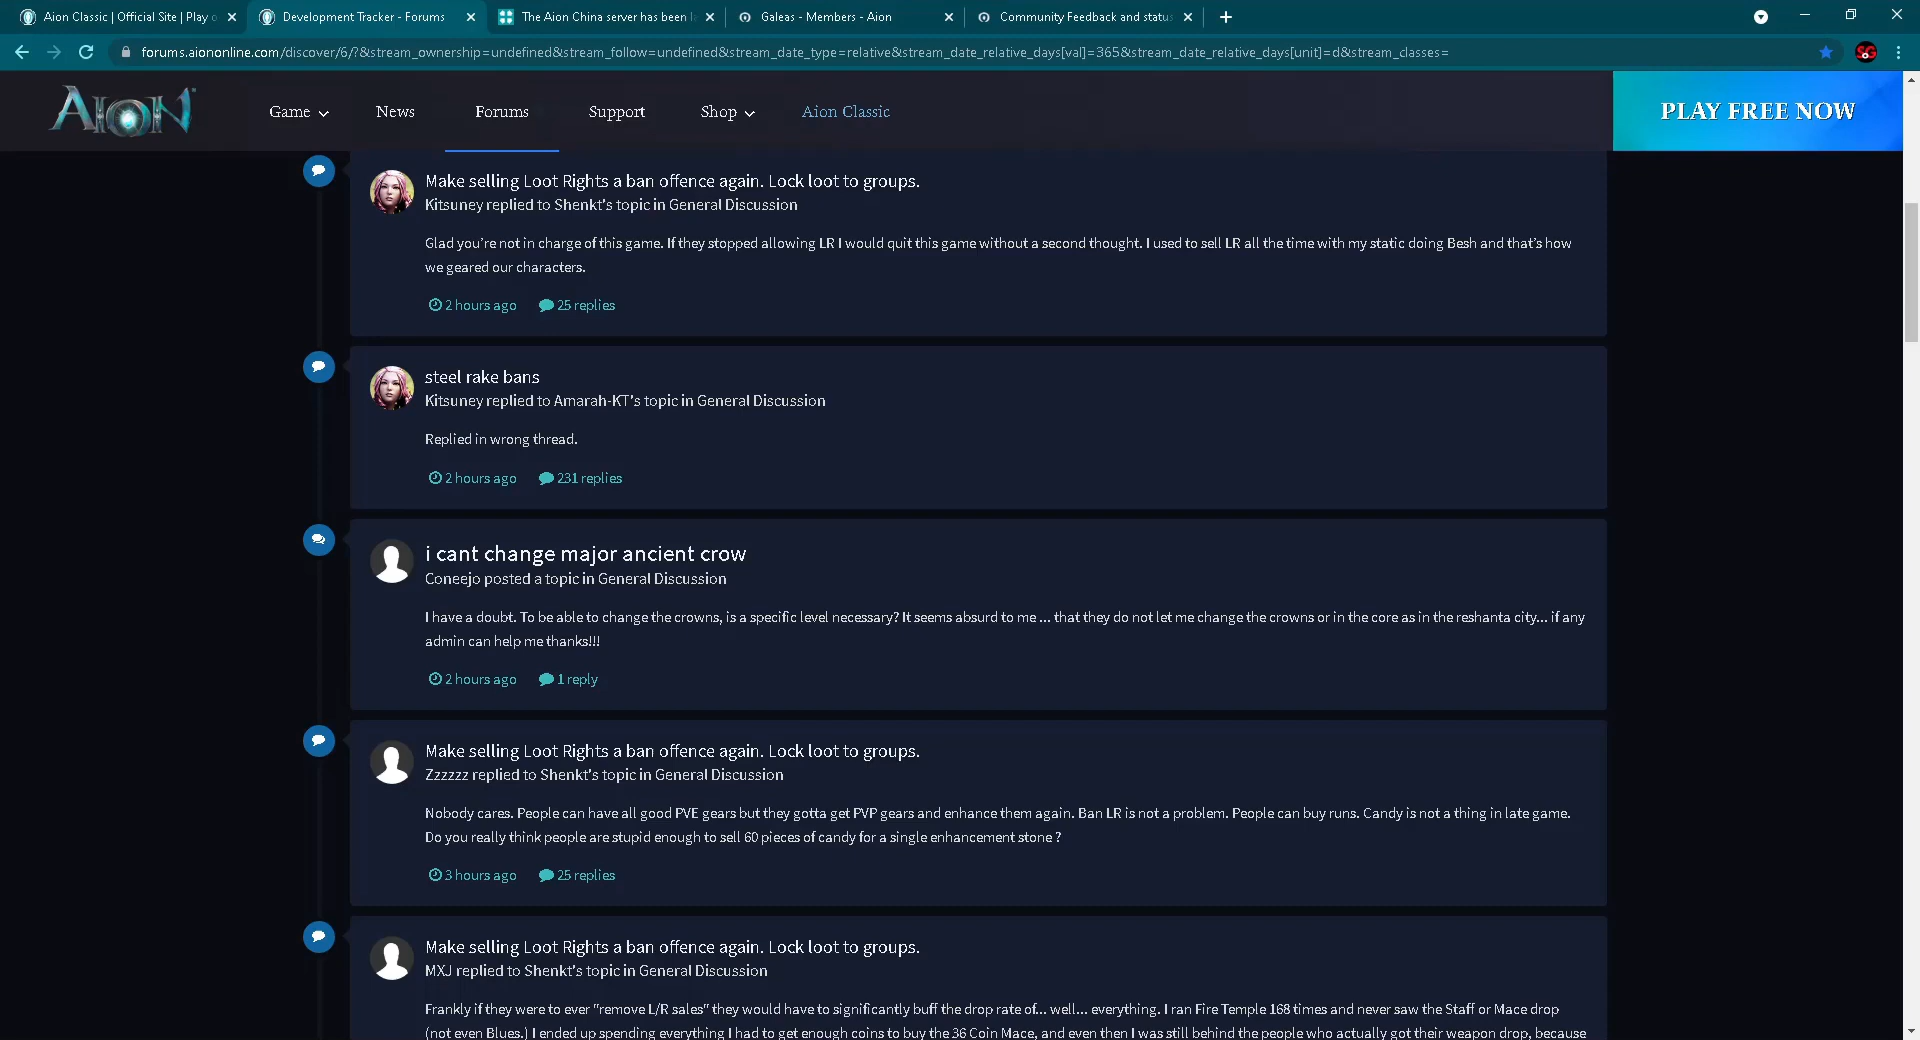 Aion Classic | Official Site | Play o
Development Tracker - Forums
The Aion China server has been l
Galeas - Members - Aion
Community Feedback and status
forums.aiononline.com/discover/6/?&stream_ownership=undefined&stream_follow=undefined&stream_date_type=relative&stream_date_relative_days[val]=365&stream_date_relative_days[unit]=d&stream_classes=
SG
AION
Game
News
Forums
Support
Shop
Aion Classic
PLAY FREE NOW
Make selling Loot Rights a ban offence again. Lock loot to groups.
Kitsuney replied to Shenkt's topic in General Discussion
Glad you're not in charge of this game. If they stopped allowing LR I would quit this game without a second thought. I used to sell LR all the time with my static doing Besh and that's how
we geared our characters.
2 hours ago 25 replies
steel rake bans
Kitsuney replied to Amarah-KT's topic in General Discussion
Replied in wrong thread.
2 hours ago 231 replies
i cant change major ancient crow
Coneejo posted a topic in General Discussion
I have a doubt. To be able to change the crowns, is a specific level necessary? It seems absurd to me ... that they do not let me change the crowns or in the core as in the reshanta city... if any
admin can help me thanks!!!
2 hours ago 1 reply
Make selling Loot Rights a ban offence again. Lock loot to groups.
Zzzzzz replied to Shenkt's topic in General Discussion
Nobody cares. People can have all good PVE gears but they gotta get PVP gears and enhance them again. Ban LR is not a problem. People can buy runs. Candy is not a thing in late game.
Do you really think people are stupid enough to sell 60 pieces of candy for a single enhancement stone ?
3 hours ago 25 replies
Make selling Loot Rights a ban offence again. Lock loot to groups.
MXJ replied to Shenkt's topic in General Discussion
Frankly if they were to ever "remove L/R sales" they would have to significantly buff the drop rate of... well... everything. I ran Fire Temple 168 times and never saw the Staff or Mace drop
(not even Blues.) I ended up spending everything I had to get enough coins to buy the 36 Coin Mace, and even then I was still behind the people who actually got their weapon drop, because